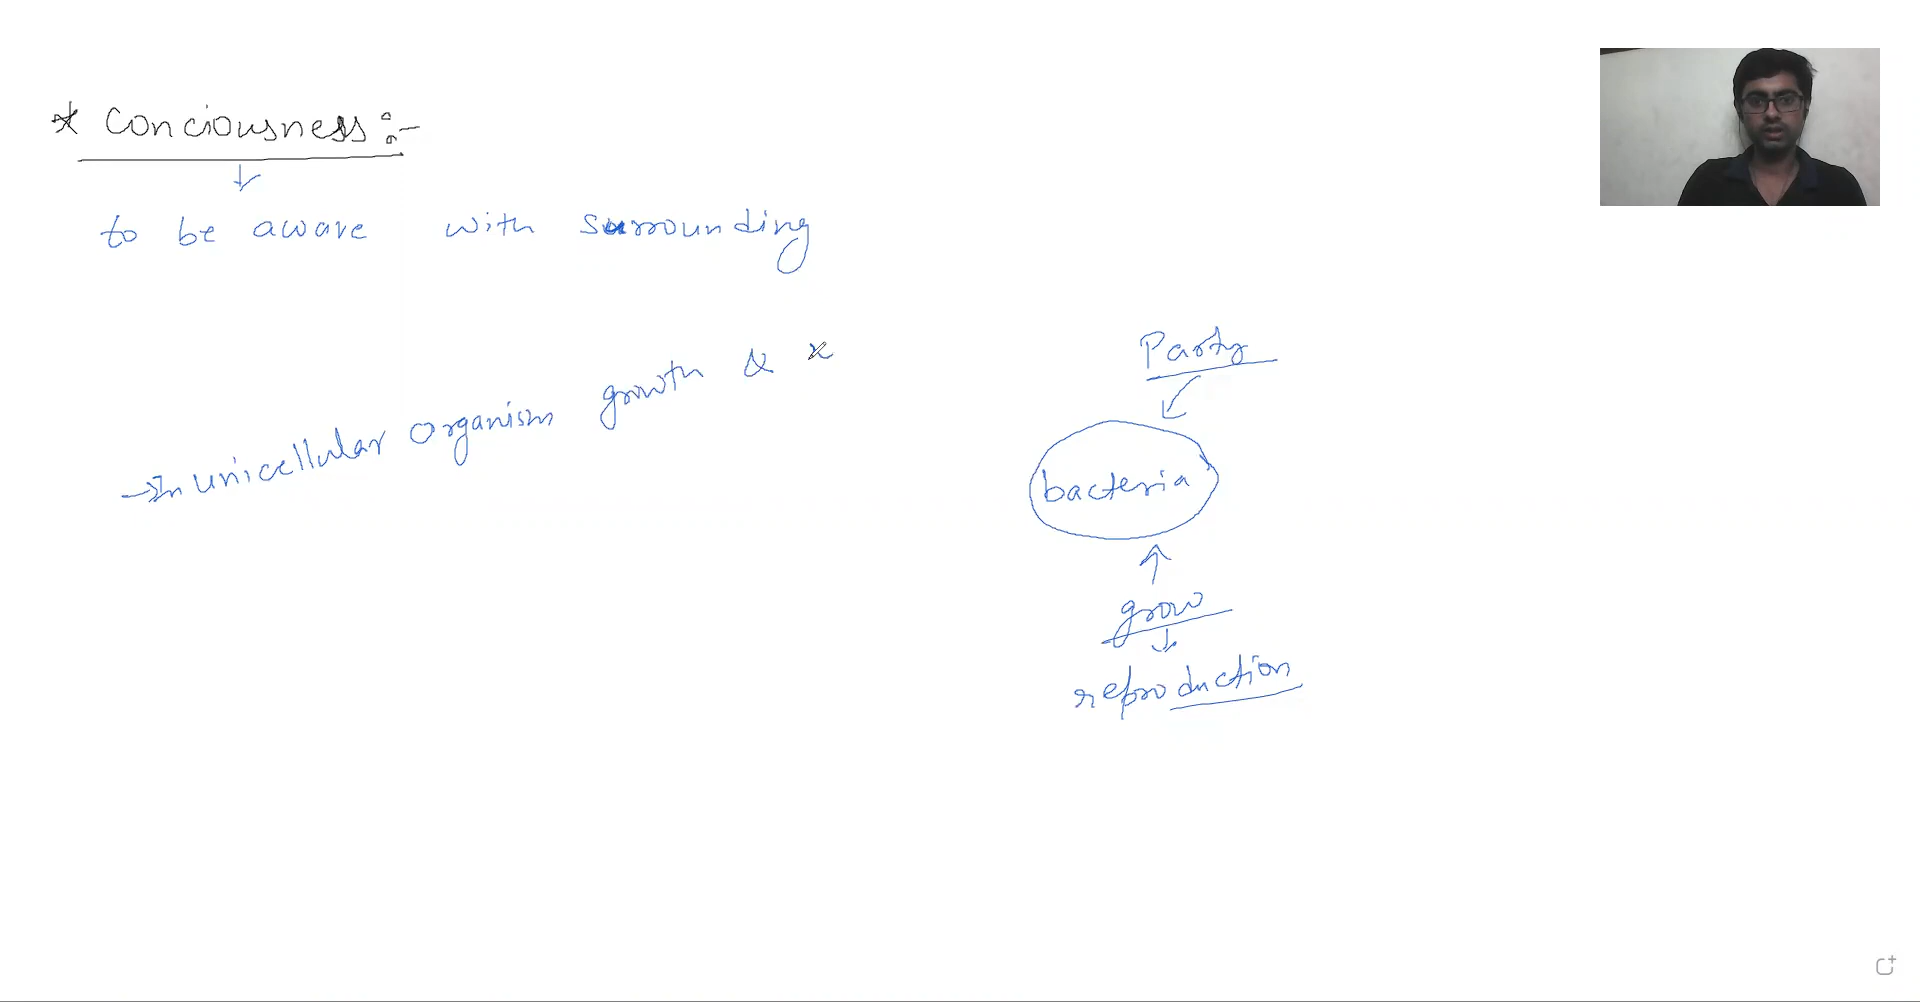 * Conciousness :-
to be aware with surrounding
→ In unicellular organism growth & r
Party
bacteria
grow
reproduction